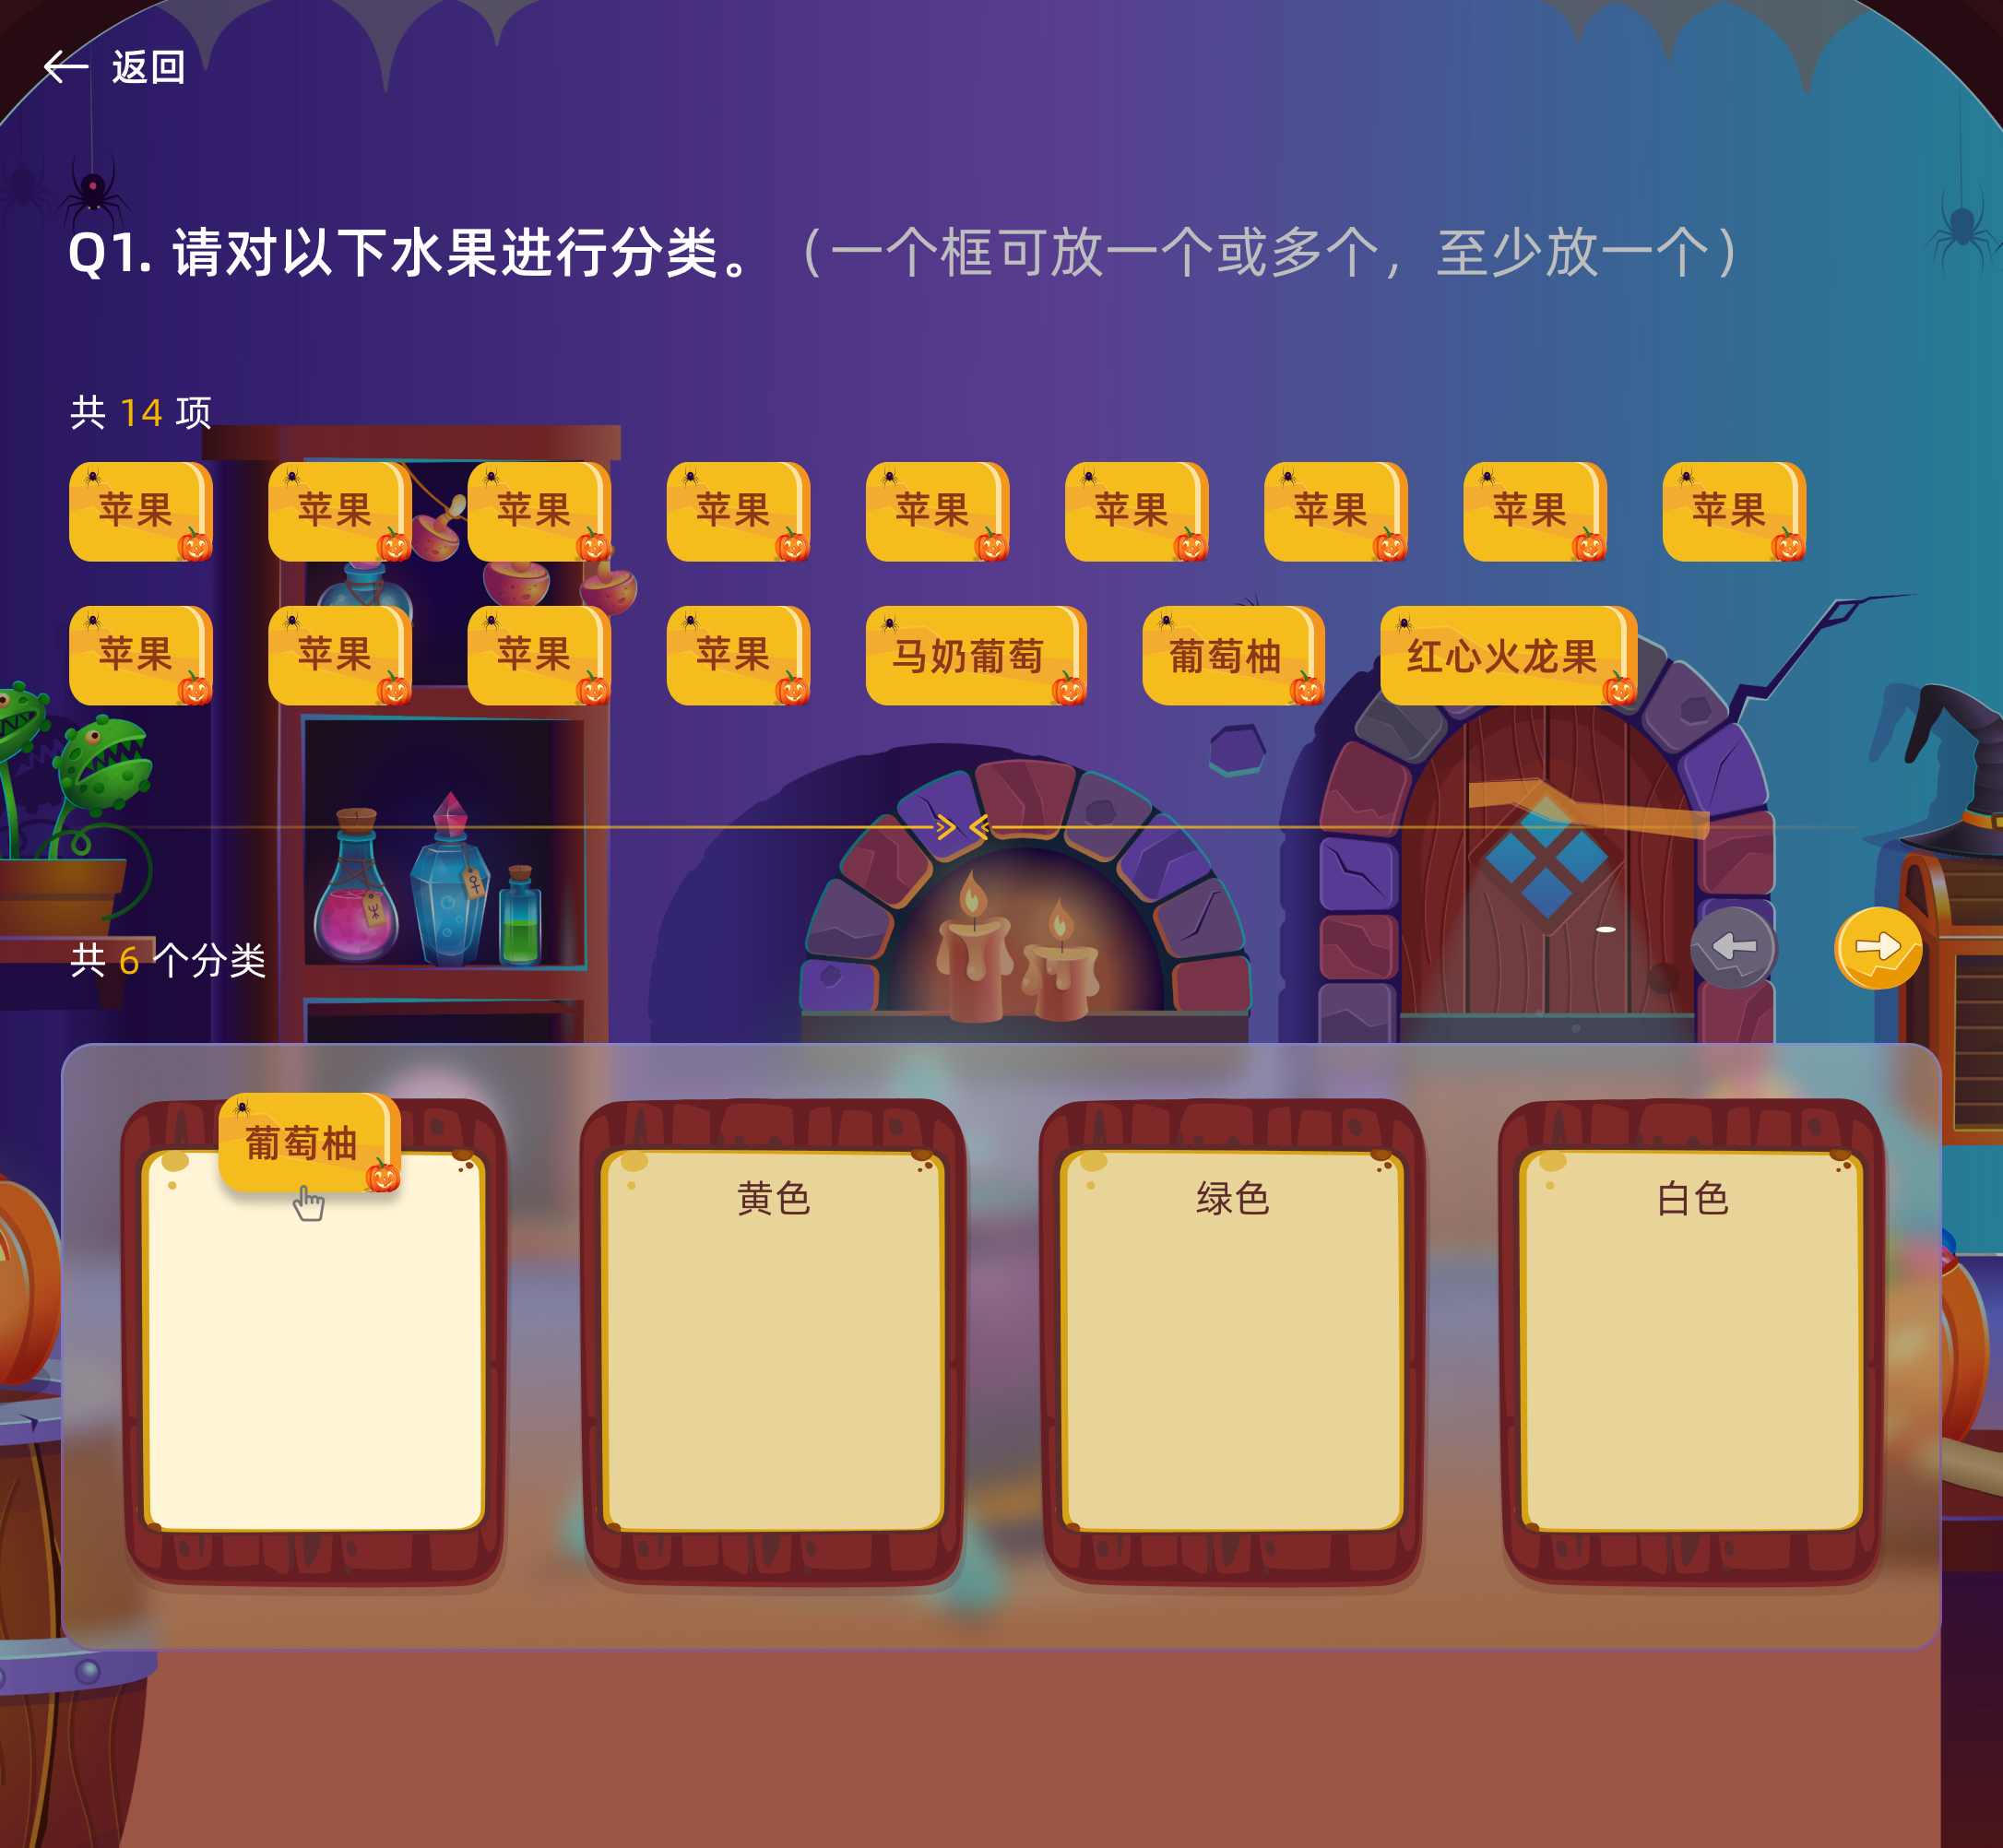 返回
Q1. 请对以下水果进行分类。（一个框可放一个或多个，至少放一个）
共 14 项
苹果 苹果 苹果 苹果 苹果 苹果 苹果 苹果 苹果
苹果 苹果 苹果 苹果 马奶葡萄 葡萄柚 红心火龙果
共 6 个分类
葡萄柚
黄色 绿色 白色